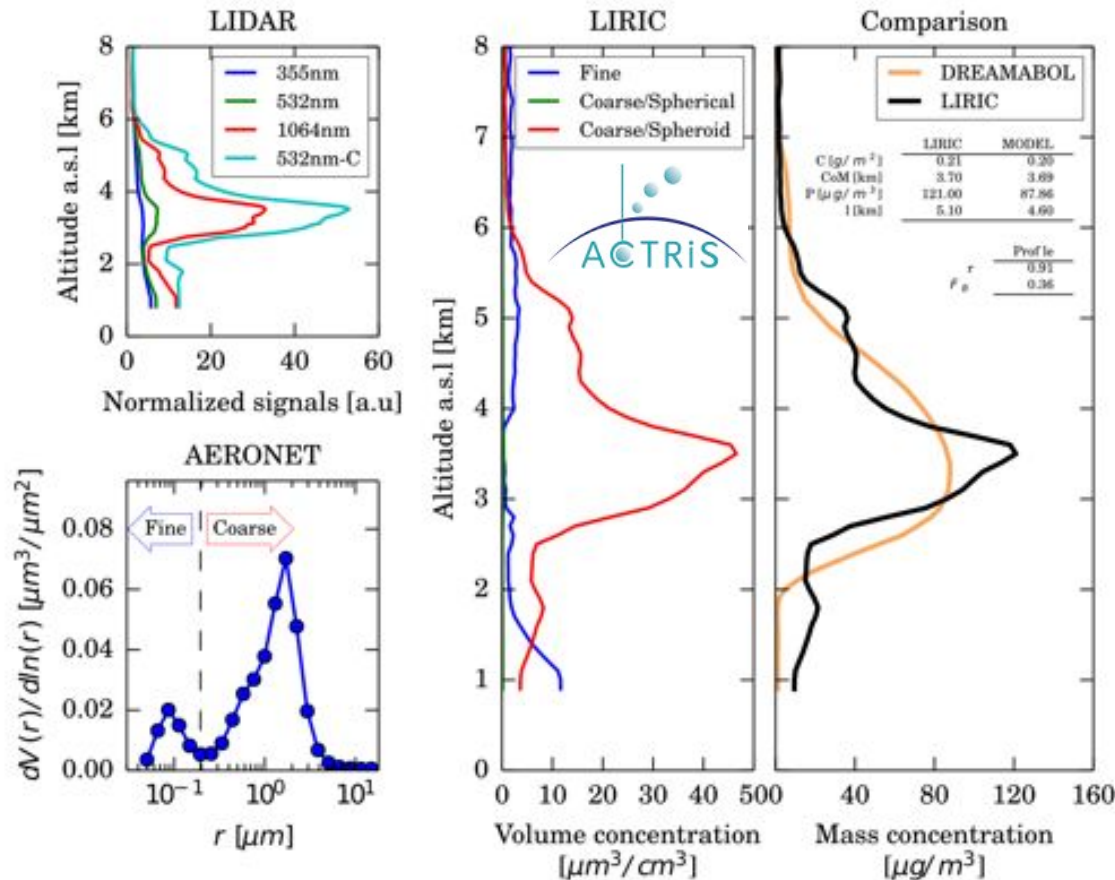 LIDAR
8
6
4
2
0
Altitude a.s.l [km]
355nm
532nm
1064nm
532nm-C
0 20 40 60
Normalized signals [a.u]
AERONET
0.08
0.06
0.04
0.02
0.00
dV(r)/dln(r) [μm³/μm²]
Fine
Coarse
10⁻¹ 10⁰ 10¹
r [μm]
LIRIC
8
7
6
5
4
3
2
1
0
Altitude a.s.l [km]
Fine
Coarse/Spherical
Coarse/Spheroid
ACTRiS
0 10 20 30 40 50
Volume concentration
[μm³/cm³]
Comparison
DREAMABOL
LIRIC
LIRIC MODEL
C [g/m²] 0.21 0.20
CoM [km] 3.70 3.69
P [μg/m³] 121.00 87.86
I [km] 5.10 4.60
Profile
r 0.91
F̄ᵦ 0.36
0 40 80 120 160
Mass concentration
[μg/m³]